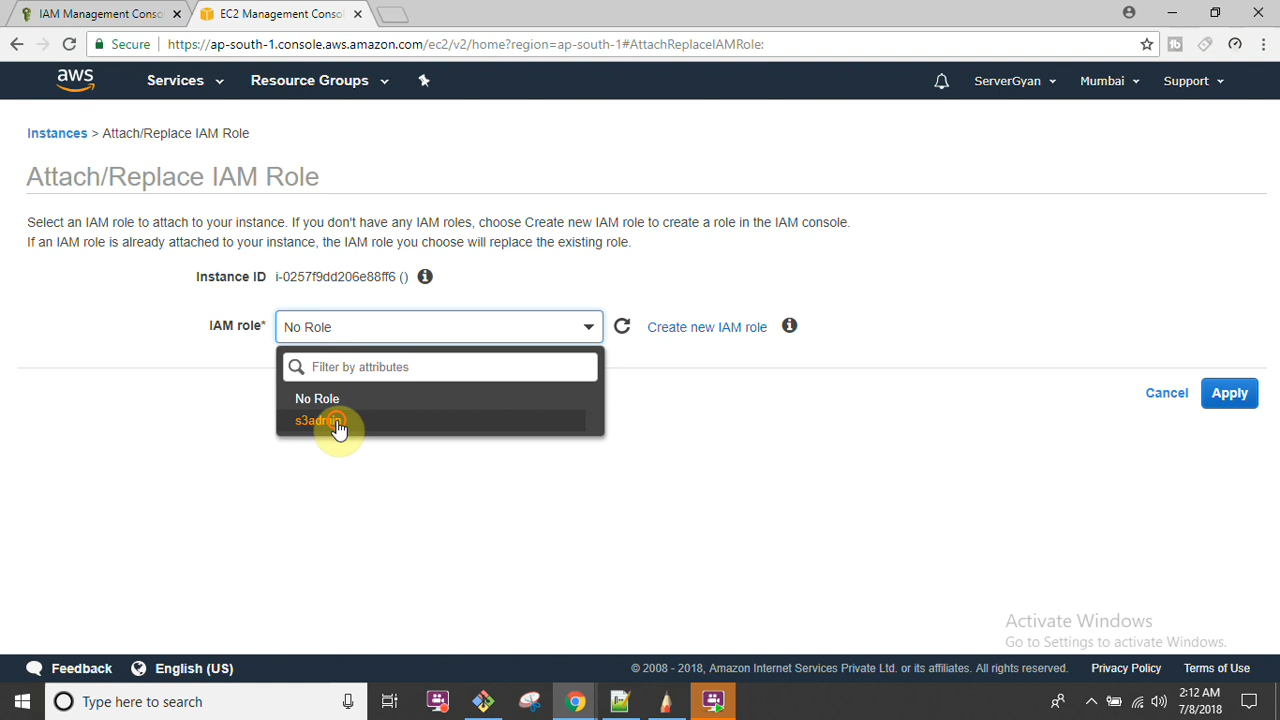 IAM Management Conso
EC2 Management Consol
Secure
https://ap-south-1.console.aws.amazon.com/ec2/v2/home?region=ap-south-1#AttachReplaceIAMRole:
aws
Services
Resource Groups
ServerGyan
Mumbai
Support
Instances > Attach/Replace IAM Role
Attach/Replace IAM Role
Select an IAM role to attach to your instance. If you don't have any IAM roles, choose Create new IAM role to create a role in the IAM console.
If an IAM role is already attached to your instance, the IAM role you choose will replace the existing role.
Instance ID i-0257f9dd206e88ff6 ()
IAM role* No Role
Create new IAM role
Filter by attributes
No Role
s3admin
Cancel
Apply
Activate Windows
Go to Settings to activate Windows.
Feedback
English (US)
© 2008 - 2018, Amazon Internet Services Private Ltd. or its affiliates. All rights reserved.
Privacy Policy
Terms of Use
Type here to search
2:12 AM
7/8/2018